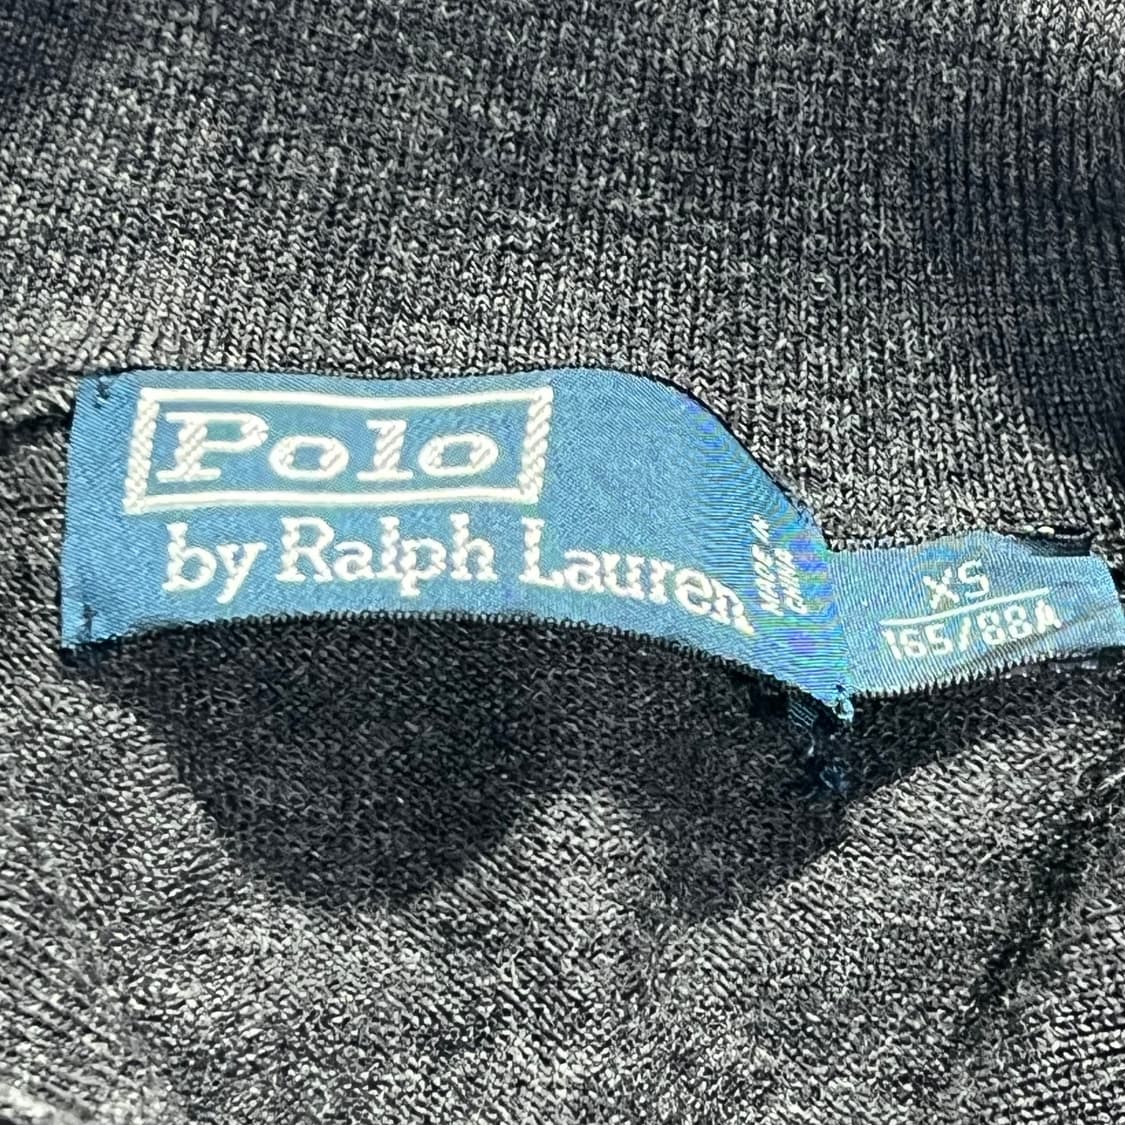 Polo
by Ralph Lauren
MADE IN
CHINA
XS
165/88A